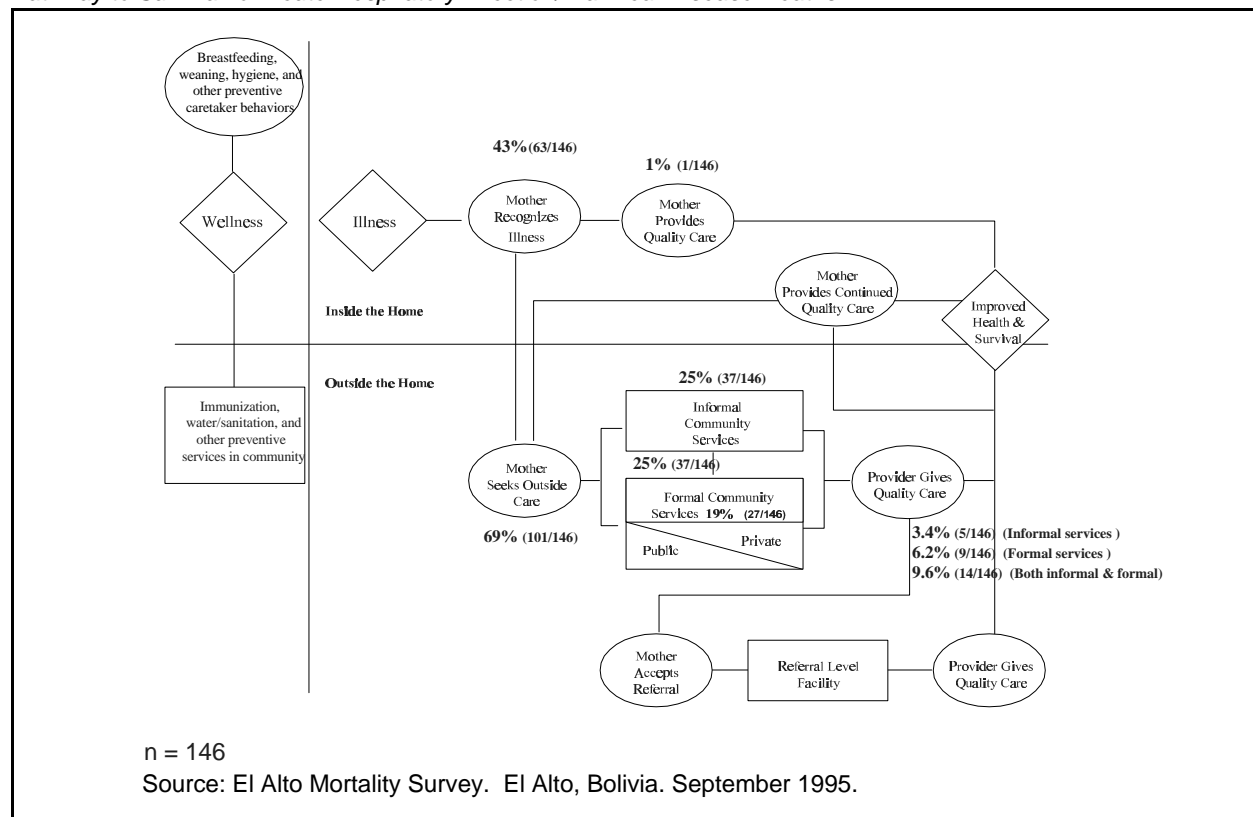 Breastfeeding,
weaning, hygiene, and
other preventive
caretaker behaviors
43% (63/146)
1% (1/146)
Wellness
Illness
Mother
Recognizes
Illness
Mother
Provides
Quality Care
Mother
Provides Continued
Quality Care
Improved
Health &
Survival
Inside the Home
Outside the Home
Immunization,
water/sanitation, and
other preventive
services in community
25% (37/146)
Informal
Community
Services
25% (37/146)
Mother
Seeks Outside
Care
69% (101/146)
Formal Community
Services 19% (27/146)
Public
Private
Provider Gives
Quality Care
3.4% (5/146) (Informal services )
6.2% (9/146) (Formal services )
9.6% (14/146) (Both informal & formal)
Mother
Accepts
Referral
Referral Level
Facility
Provider Gives
Quality Care
n = 146
Source: El Alto Mortality Survey. El Alto, Bolivia. September 1995.